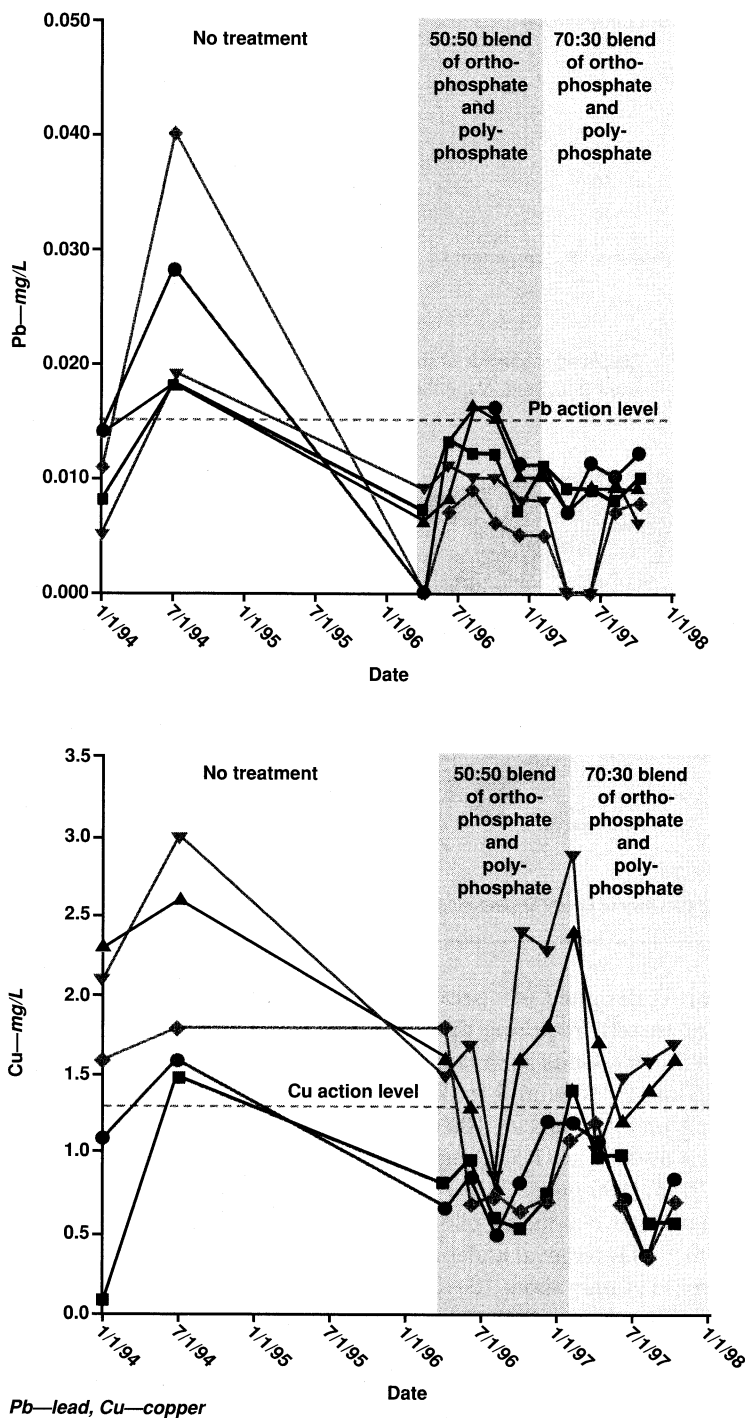 0.050
No treatment
50:50 blend
of ortho-
phosphate
and
poly-
phosphate
70:30 blend
of ortho-
phosphate
and
poly-
phosphate
0.040
0.030
Pb—mg/L
0.020
Pb action level
0.010
0.000
1/1/94
7/1/94
1/1/95
7/1/95
1/1/96
7/1/96
1/1/97
7/1/97
1/1/98
Date
3.5
No treatment
50:50 blend
of ortho-
phosphate
and
poly-
phosphate
70:30 blend
of ortho-
phosphate
and
poly-
phosphate
3.0
2.5
2.0
Cu—mg/L
1.5
Cu action level
1.0
0.5
0.0
1/1/94
7/1/94
1/1/95
7/1/95
1/1/96
7/1/96
1/1/97
7/1/97
1/1/98
Date
Pb—lead, Cu—copper